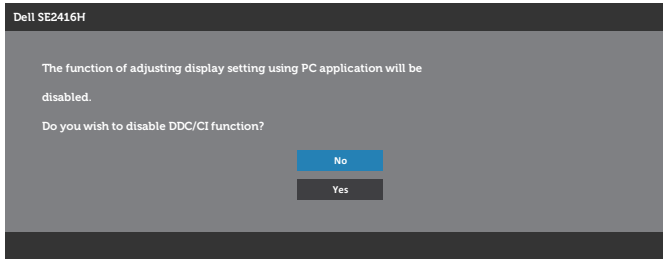 Dell SE2416H
The function of adjusting display setting using PC application will be
disabled.
Do you wish to disable DDC/CI function?
No
Yes